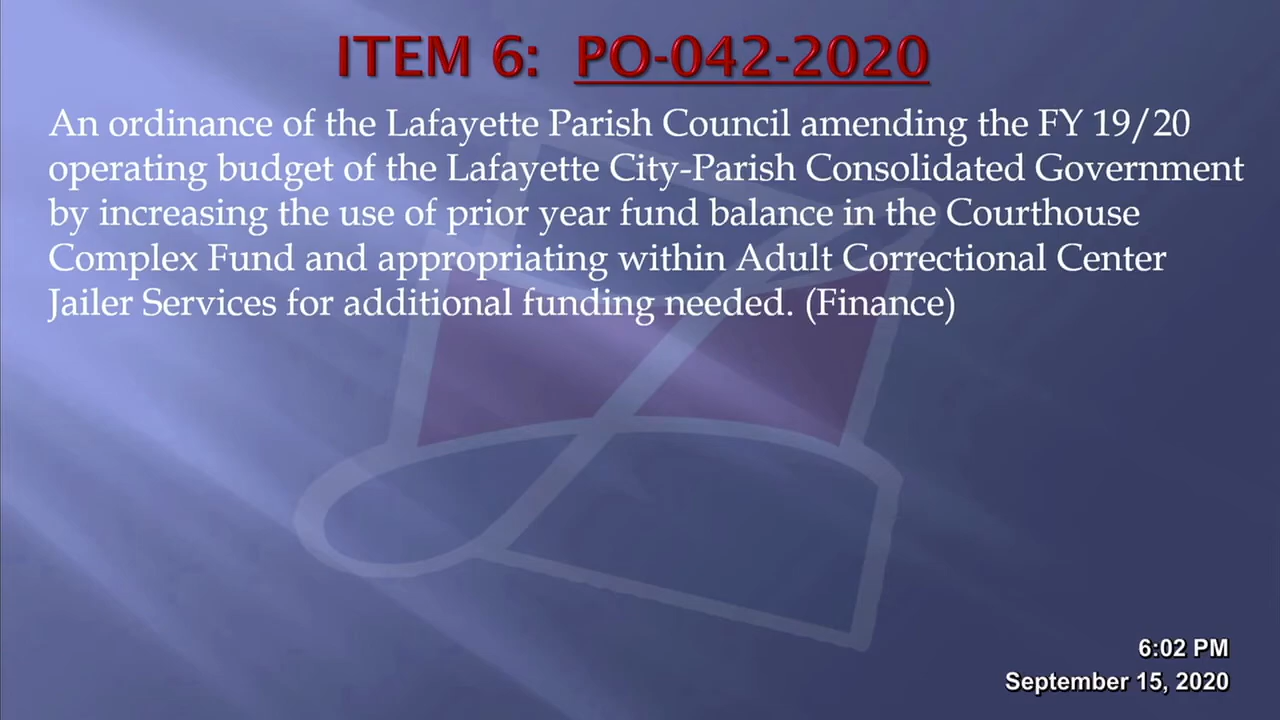 ITEM 6: PO-042-2020
An ordinance of the Lafayette Parish Council amending the FY 19/20
operating budget of the Lafayette City-Parish Consolidated Government
by increasing the use of prior year fund balance in the Courthouse
Complex Fund and appropriating within Adult Correctional Center
Jailer Services for additional funding needed. (Finance)
6:02 PM
September 15, 2020